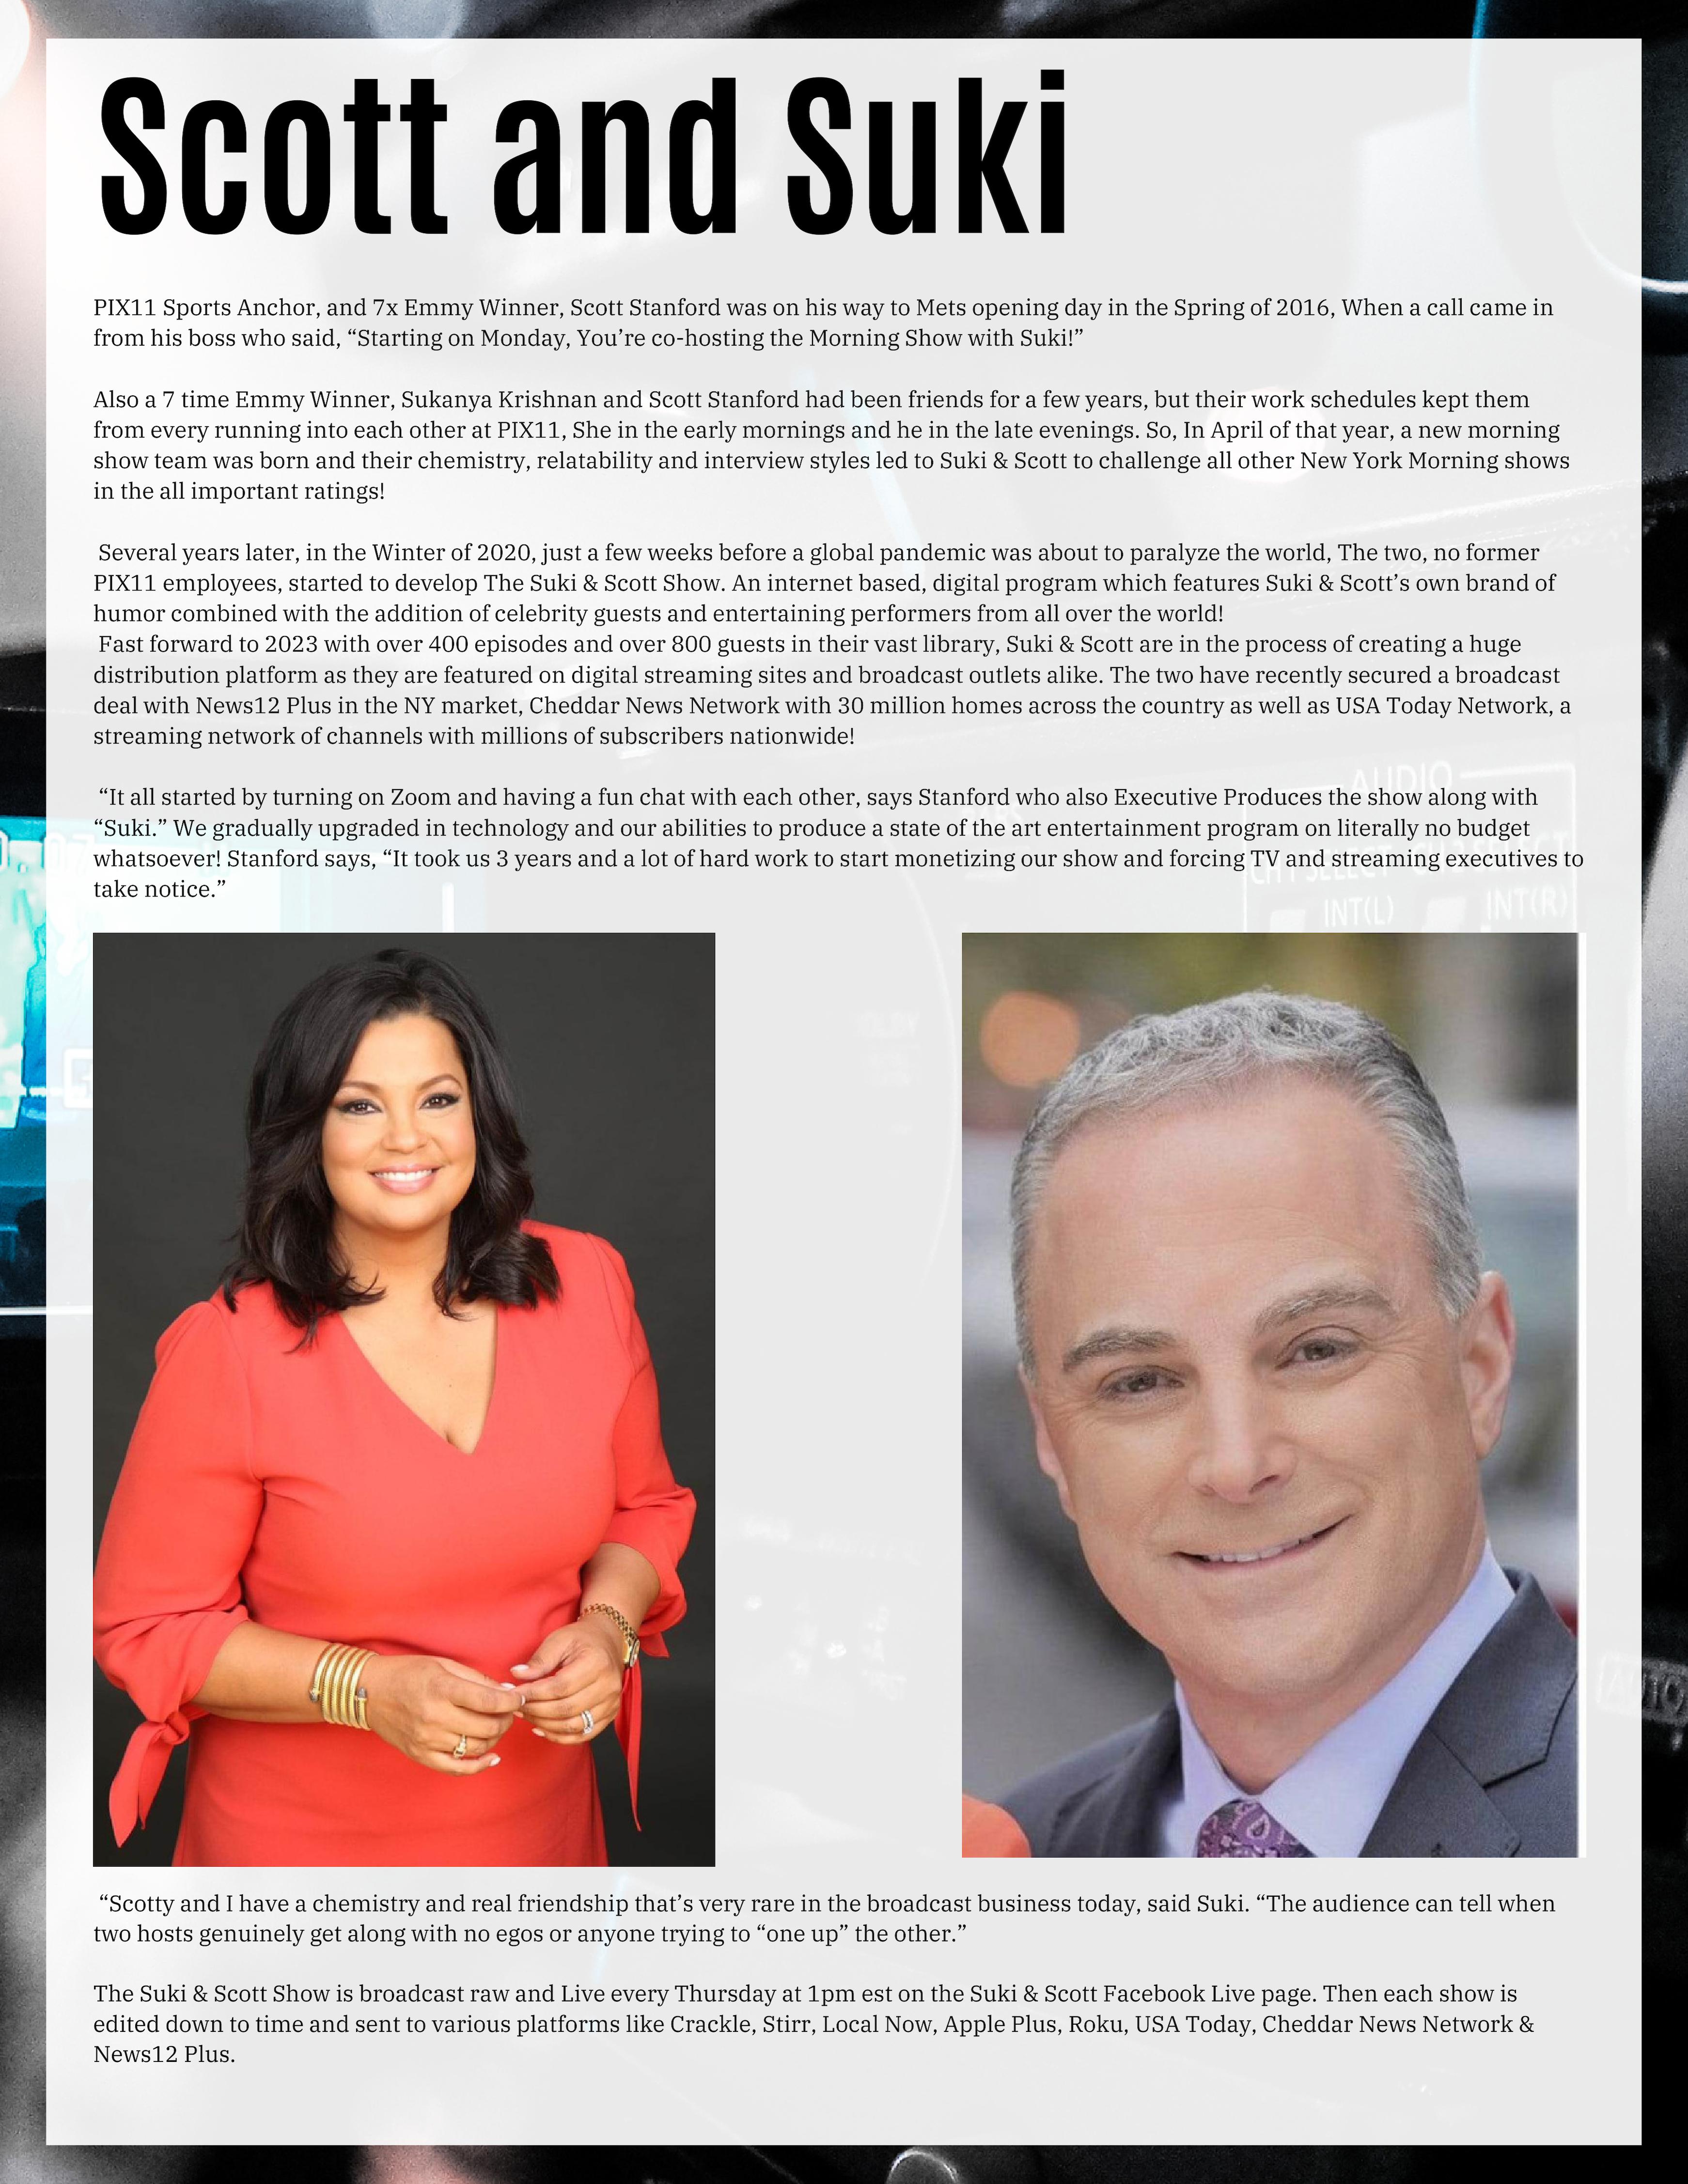 Scott and Suki
PIX11 Sports Anchor, and 7x Emmy Winner, Scott Stanford was on his way to Mets opening day in the Spring of 2016, When a call came in
from his boss who said, “Starting on Monday, You’re co-hosting the Morning Show with Suki!”
Also a 7 time Emmy Winner, Sukanya Krishnan and Scott Stanford had been friends for a few years, but their work schedules kept them
from every running into each other at PIX11, She in the early mornings and he in the late evenings. So, In April of that year, a new morning
show team was born and their chemistry, relatability and interview styles led to Suki & Scott to challenge all other New York Morning shows
in the all important ratings!
Several years later, in the Winter of 2020, just a few weeks before a global pandemic was about to paralyze the world, The two, no former
PIX11 employees, started to develop The Suki & Scott Show. An internet based, digital program which features Suki & Scott’s own brand of
humor combined with the addition of celebrity guests and entertaining performers from all over the world!
Fast forward to 2023 with over 400 episodes and over 800 guests in their vast library, Suki & Scott are in the process of creating a huge
distribution platform as they are featured on digital streaming sites and broadcast outlets alike. The two have recently secured a broadcast
deal with News12 Plus in the NY market, Cheddar News Network with 30 million homes across the country as well as USA Today Network, a
streaming network of channels with millions of subscribers nationwide!
“It all started by turning on Zoom and having a fun chat with each other, says Stanford who also Executive Produces the show along with
“Suki.” We gradually upgraded in technology and our abilities to produce a state of the art entertainment program on literally no budget
whatsoever! Stanford says, “It took us 3 years and a lot of hard work to start monetizing our show and forcing TV and streaming executives to
take notice.”
AUDIO
CH1 SELECT CH2 SELECT
INT(L) INT(R)
“Scotty and I have a chemistry and real friendship that’s very rare in the broadcast business today, said Suki. “The audience can tell when
two hosts genuinely get along with no egos or anyone trying to “one up” the other.”
The Suki & Scott Show is broadcast raw and Live every Thursday at 1pm est on the Suki & Scott Facebook Live page. Then each show is
edited down to time and sent to various platforms like Crackle, Stirr, Local Now, Apple Plus, Roku, USA Today, Cheddar News Network &
News12 Plus.